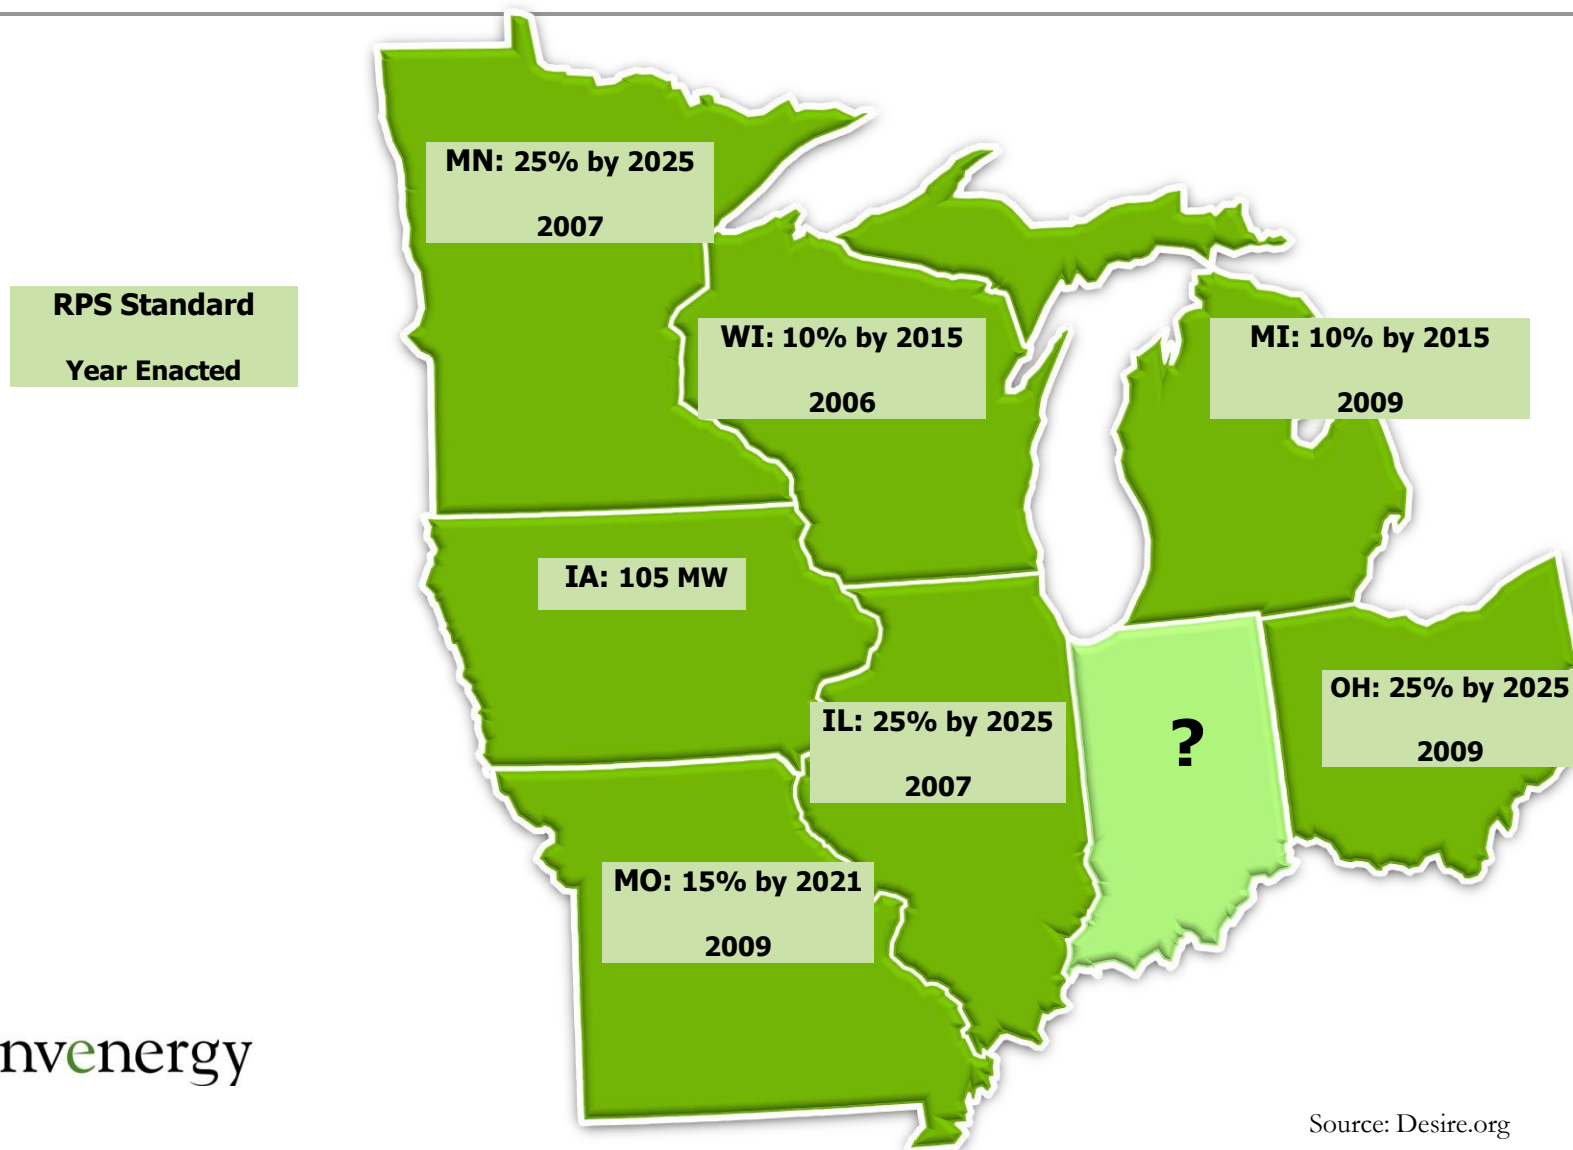 MN: 25% by 2025
2007
RPS Standard
Year Enacted
WI: 10% by 2015
2006
MI: 10% by 2015
2009
IA: 105 MW
IL: 25% by 2025
2007
?
OH: 25% by 2025
2009
MO: 15% by 2021
2009
nvenergy
Source: Desire.org